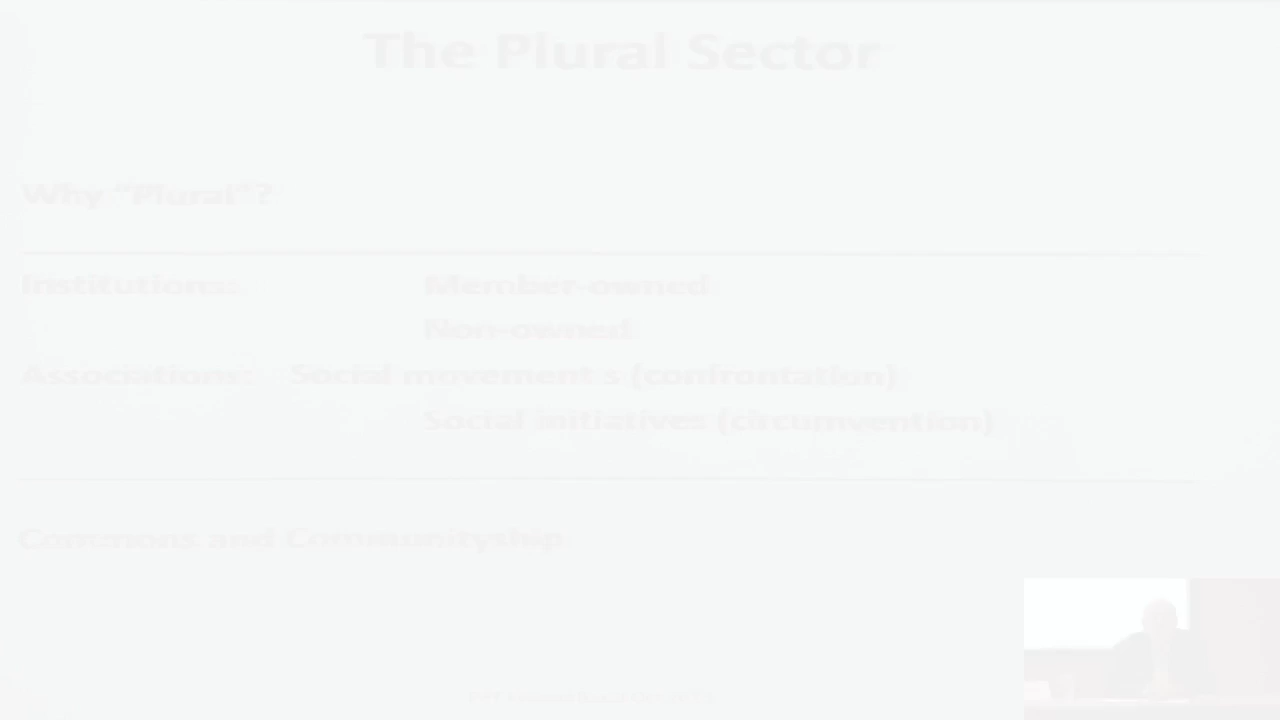 The Plural Sector
Why “Plural”?
Institutions: Member-owned
Non-owned
Associations: Social movement s (confrontation)
Social initiatives (circumvention)
Commons and Communityship